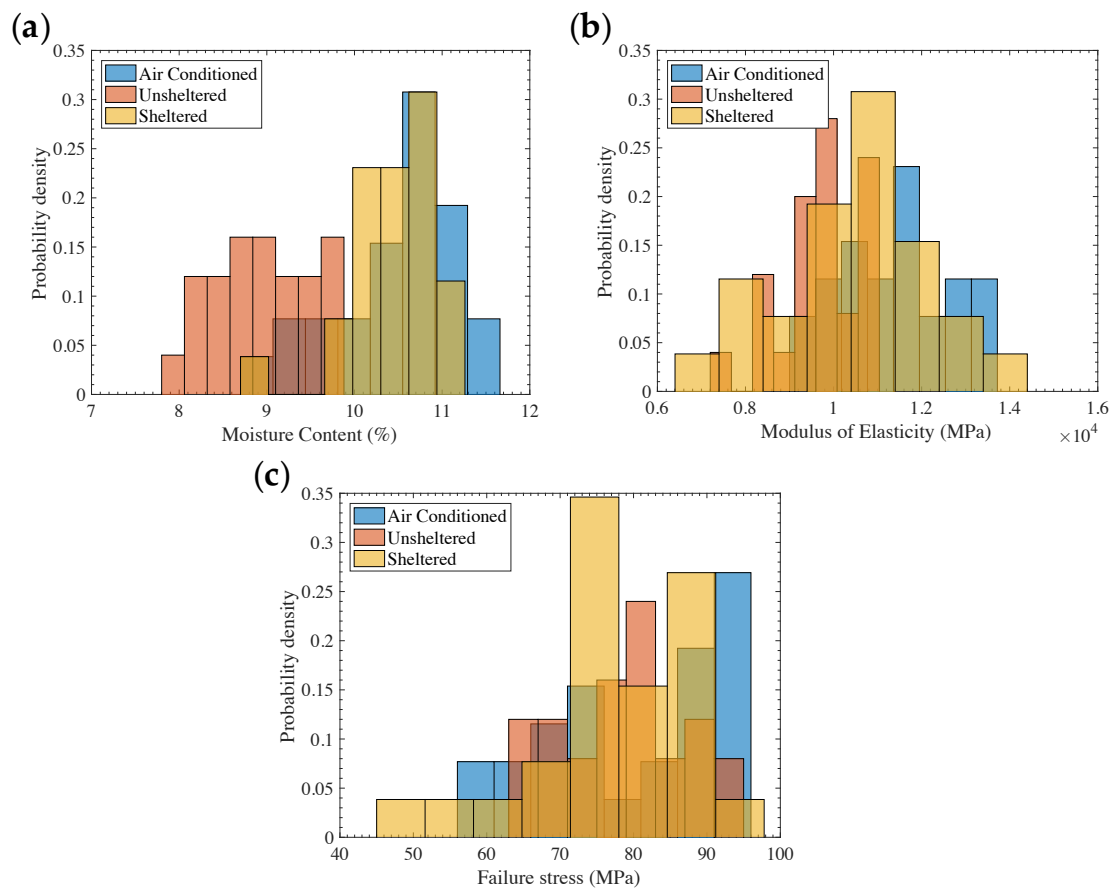 (a)
0.35
0.3
0.25
0.2
0.15
0.1
0.05
0
Probability density
Air Conditioned
Unsheltered
Sheltered
7 8 9 10 11 12
Moisture Content (%)
(b)
0.35
0.3
0.25
0.2
0.15
0.1
0.05
0
Probability density
Air Conditioned
Unsheltered
Sheltered
0.6 0.8 1 1.2 1.4 1.6
Modulus of Elasticity (MPa)
×10⁴
(c)
0.35
0.3
0.25
0.2
0.15
0.1
0.05
0
Probability density
Air Conditioned
Unsheltered
Sheltered
40 50 60 70 80 90 100
Failure stress (MPa)